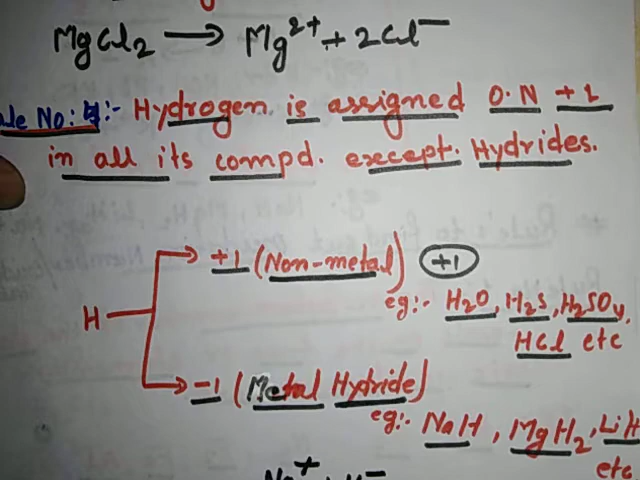 MgCl2 → Mg2+ + 2Cl−
le No: 4:- Hydrogen is assigned O.N +1
in all its compd. except. Hydrides.
+1 (Non-metal) +1
eg:- H2O, H2S, H2SO4,
HCl etc
H
-1 (Metal Hydride)
eg:- NaH, MgH2, LiH
etc